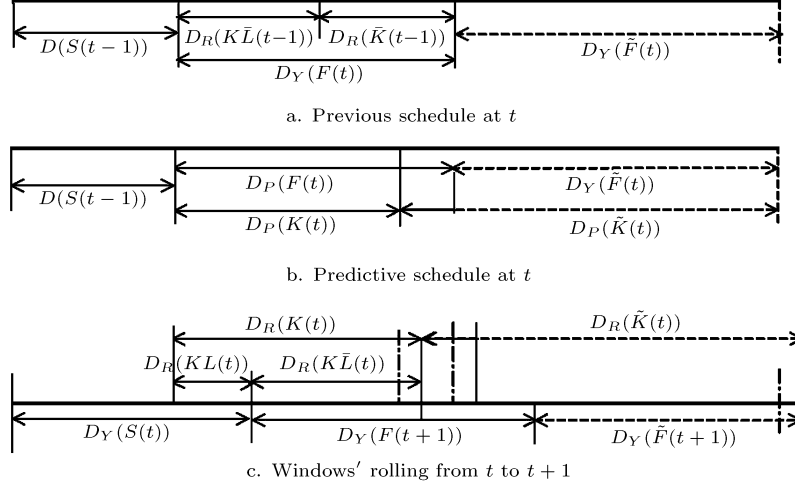 D(S(t−1)) D_R(KL̄(t−1)) D_R(K̄(t−1)) D_Y(F̃(t))
D_Y(F(t))
a. Previous schedule at t
D_P(F(t)) D_Y(F̃(t))
D(S(t−1))
D_P(K(t)) D_P(K̃(t))
b. Predictive schedule at t
D_R(K(t)) D_R(K̃(t))
D_R(KL(t)) D_R(KL̄(t))
D_Y(S(t)) D_Y(F(t+1)) D_Y(F̃(t+1))
c. Windows′ rolling from t to t+1